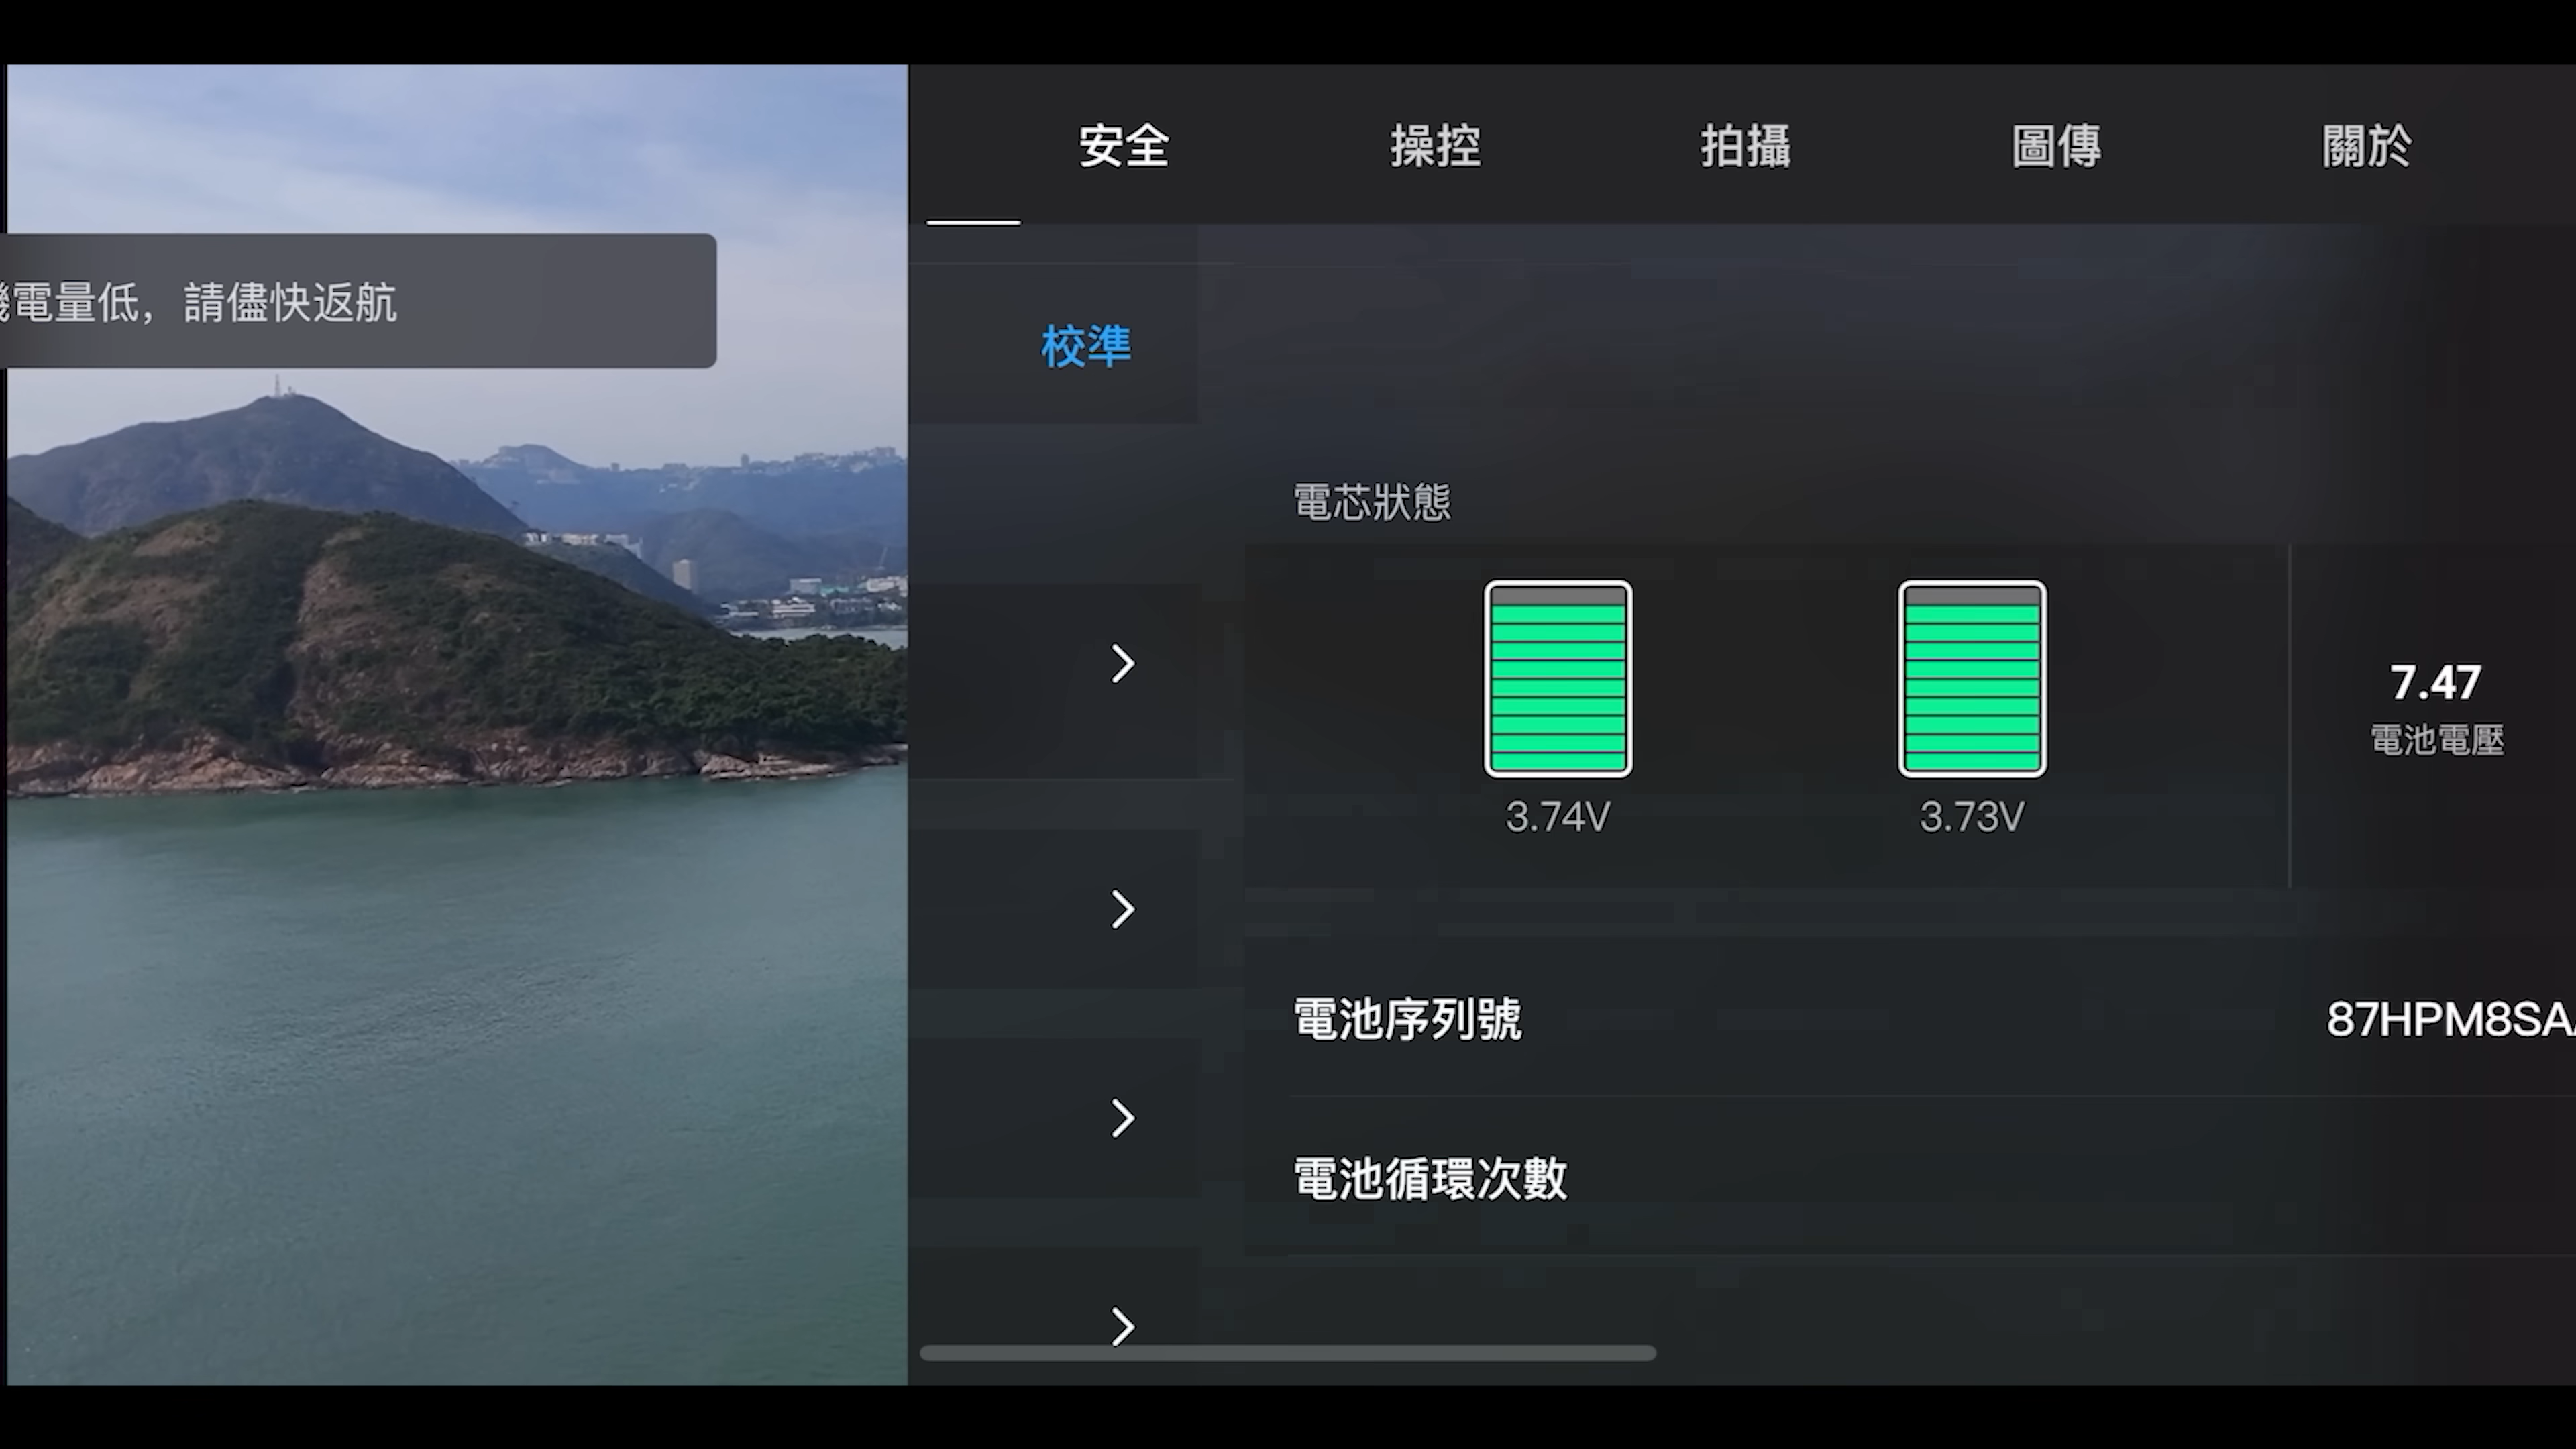 安全 操控 拍攝 圖傳 關於
機電量低，請儘快返航
校準
電芯狀態
3.74V 3.73V
7.47
電池電壓
電池序列號 87HPM8SA
電池循環次數